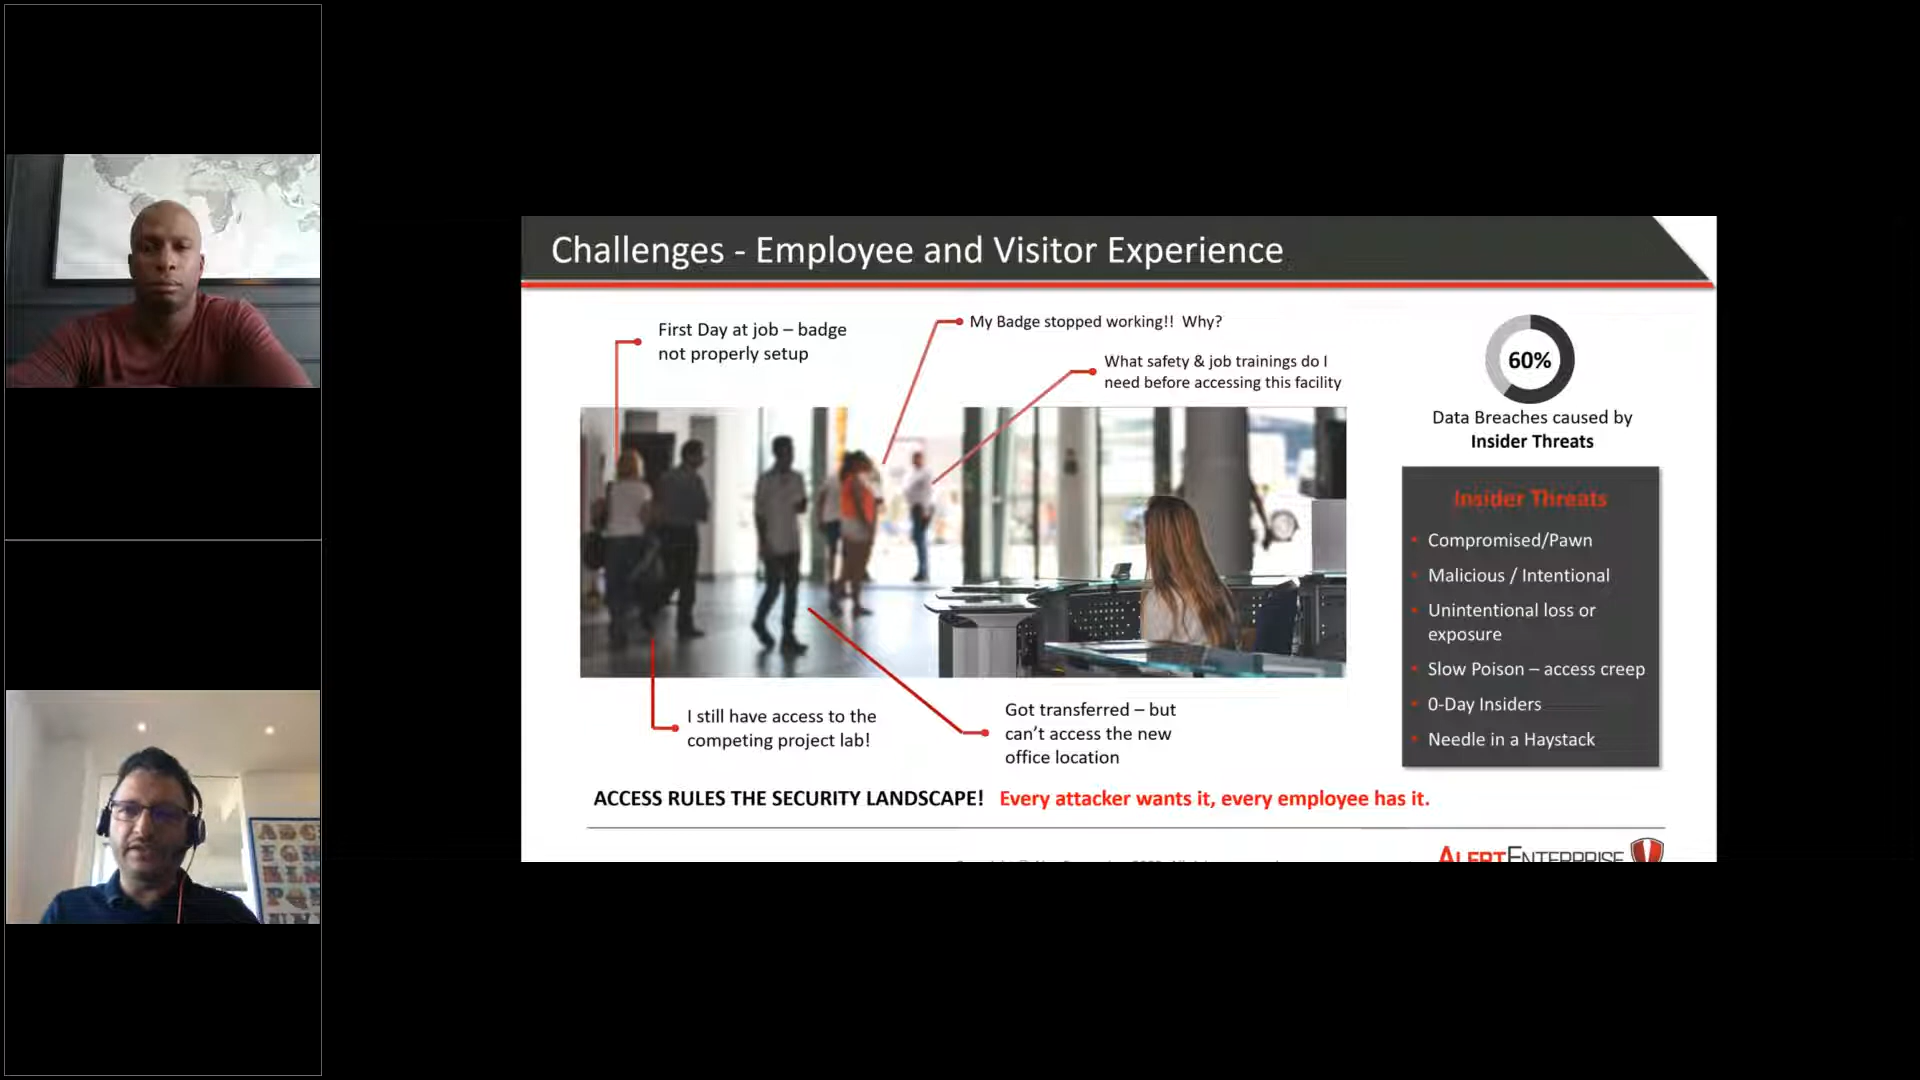 Challenges - Employee and Visitor Experience
First Day at job – badge
not properly setup
My Badge stopped working!! Why?
What safety & job trainings do I
need before accessing this facility
60%
Data Breaches caused by
Insider Threats
Insider Threats
Compromised/Pawn
Malicious / Intentional
Unintentional loss or
exposure
Slow Poison – access creep
0-Day Insiders
Needle in a Haystack
I still have access to the
competing project lab!
Got transferred – but
can't access the new
office location
ACCESS RULES THE SECURITY LANDSCAPE! Every attacker wants it, every employee has it.
ALERTENTERPRISE